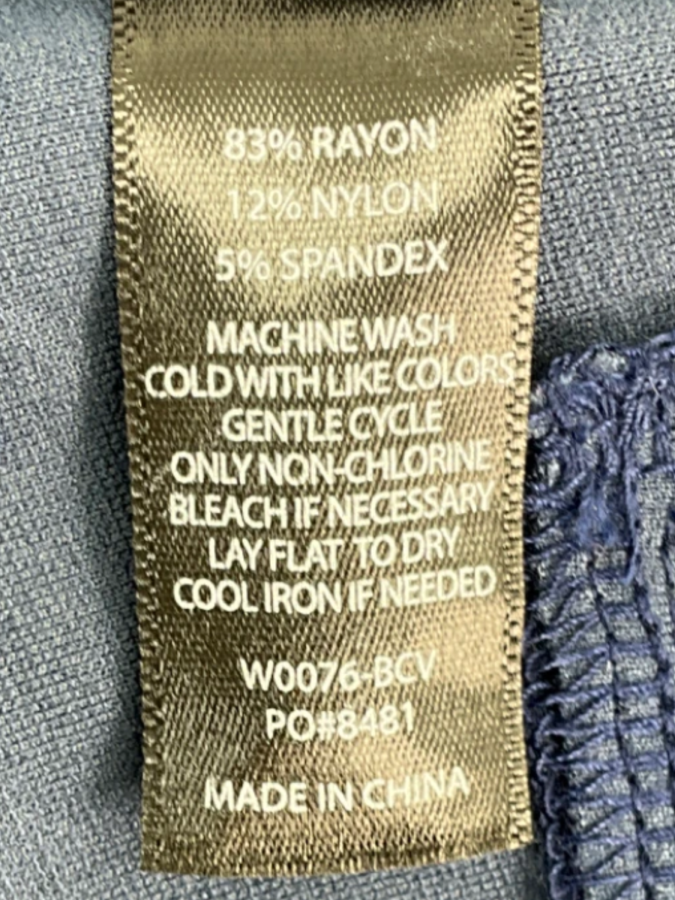 83% RAYON
12% NYLON
5% SPANDEX
MACHINE WASH
COLD WITH LIKE COLORS
GENTLE CYCLE
ONLY NON-CHLORINE
BLEACH IF NECESSARY
LAY FLAT TO DRY
COOL IRON IF NEEDED
W0076-BCV
PO#8481
MADE IN CHINA